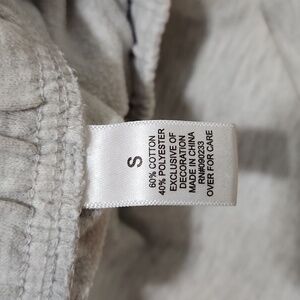 S
60% COTTON
40% POLYESTER
EXCLUSIVE OF
DECORATION
MADE IN CHINA
RN#090233
OVER FOR CARE